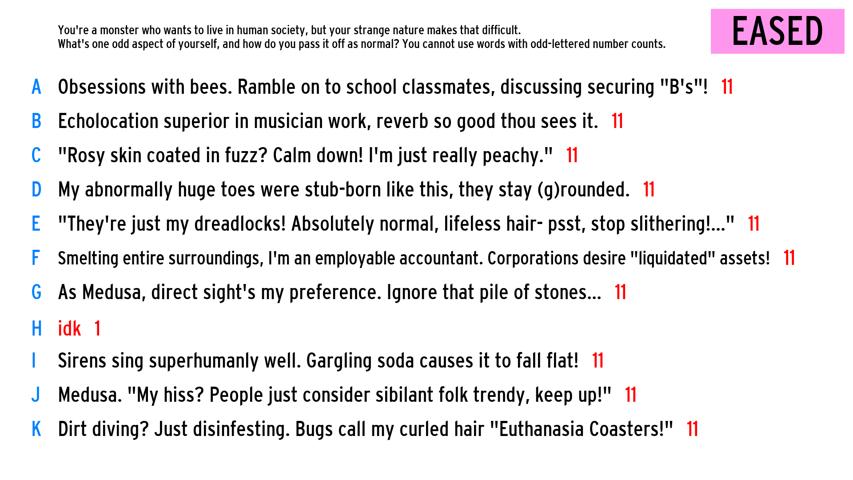 You're a monster who wants to live in human society, but your strange nature makes that difficult.
What's one odd aspect of yourself, and how do you pass it off as normal? You cannot use words with odd-lettered number counts.
EASED
A Obsessions with bees. Ramble on to school classmates, discussing securing "B's"! 11
B Echolocation superior in musician work, reverb so good thou sees it. 11
C "Rosy skin coated in fuzz? Calm down! I'm just really peachy." 11
D My abnormally huge toes were stub-born like this, they stay (g)rounded. 11
E "They're just my dreadlocks! Absolutely normal, lifeless hair- psst, stop slithering!..." 11
F Smelting entire surroundings, I'm an employable accountant. Corporations desire "liquidated" assets! 11
G As Medusa, direct sight's my preference. Ignore that pile of stones... 11
H idk 1
I Sirens sing superhumanly well. Gargling soda causes it to fall flat! 11
J Medusa. "My hiss? People just consider sibilant folk trendy, keep up!" 11
K Dirt diving? Just disinfesting. Bugs call my curled hair "Euthanasia Coasters!" 11